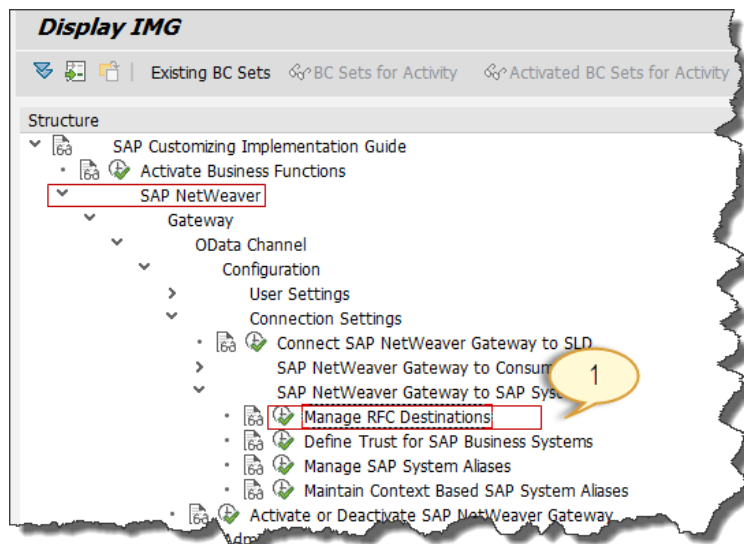 Display IMG
Existing BC Sets BC Sets for Activity Activated BC Sets for Activity
Structure
SAP Customizing Implementation Guide
Activate Business Functions
SAP NetWeaver
Gateway
OData Channel
Configuration
User Settings
Connection Settings
Connect SAP NetWeaver Gateway to SLD
SAP NetWeaver Gateway to
1
SAP NetWeaver Gateway to SAP
Manage RFC Destinations
Define Trust for SAP Business Systems
Manage SAP System Aliases
Maintain Context Based SAP System Aliases
Activate or Deactivate SAP NetWeaver Gateway